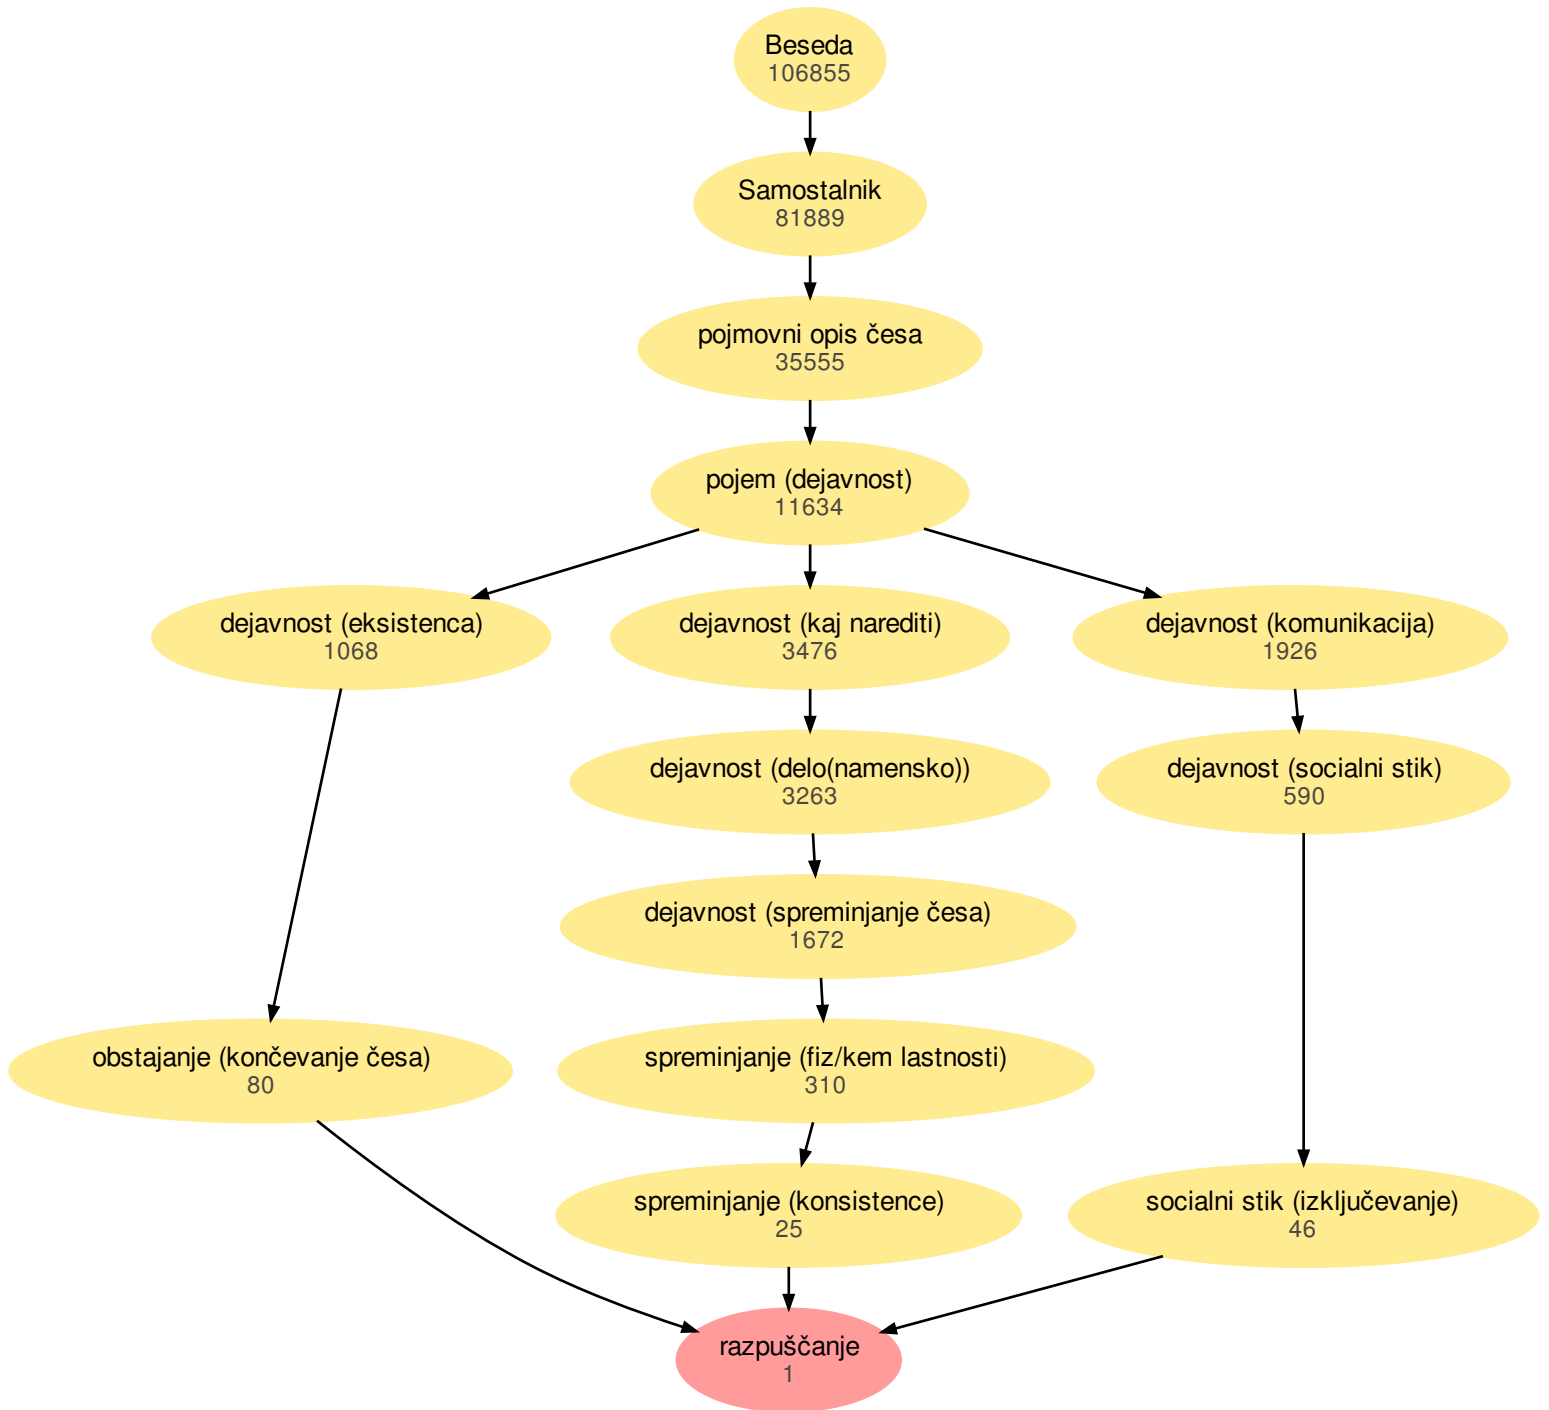 Beseda
106855
Samostalnik
81889
pojmovni opis česa
35555
pojem (dejavnost)
11634
dejavnost (eksistenca)
1068
dejavnost (kaj narediti)
3476
dejavnost (komunikacija)
1926
dejavnost (delo(namensko))
3263
dejavnost (socialni stik)
590
dejavnost (spreminjanje česa)
1672
obstajanje (končevanje česa)
80
spreminjanje (fiz/kem lastnosti)
310
spreminjanje (konsistence)
25
socialni stik (izključevanje)
46
razpuščanje
1